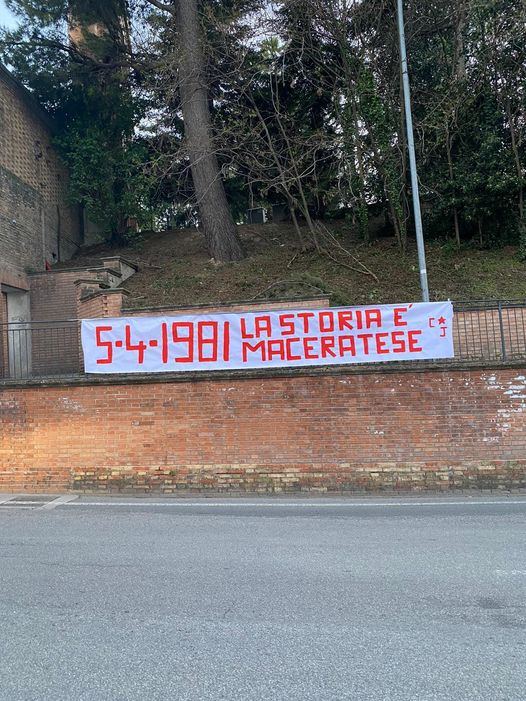 5-4-1981
LA STORIA É
MACERATESE